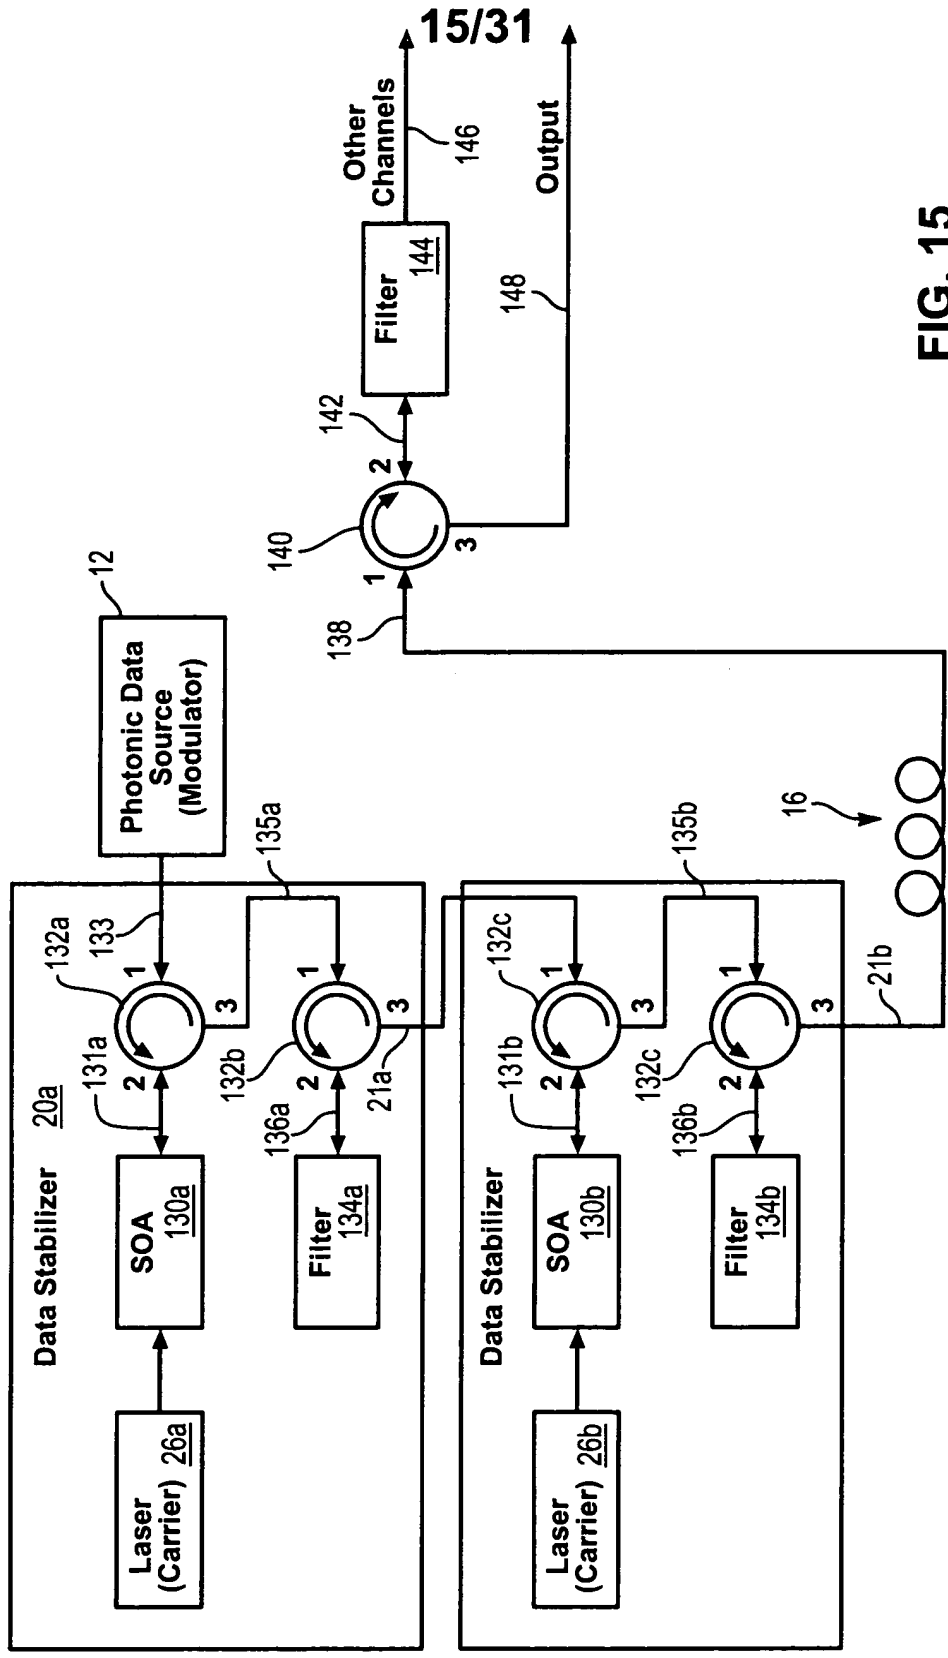 15/31
Data Stabilizer
20a
Laser
(Carrier) 26a
SOA
130a
131a
2
132a
1
3
133
12
Photonic Data
Source
(Modulator)
135a
Filter
134a
136a
2
132b
1
3
21a
Data Stabilizer
Laser
(Carrier) 26b
SOA
130b
131b
2
132c
1
3
135b
Filter
134b
136b
2
132c
1
3
21b
16
138
1
140
2
3
142
Filter
144
Other
Channels
146
148
Output
FIG. 15